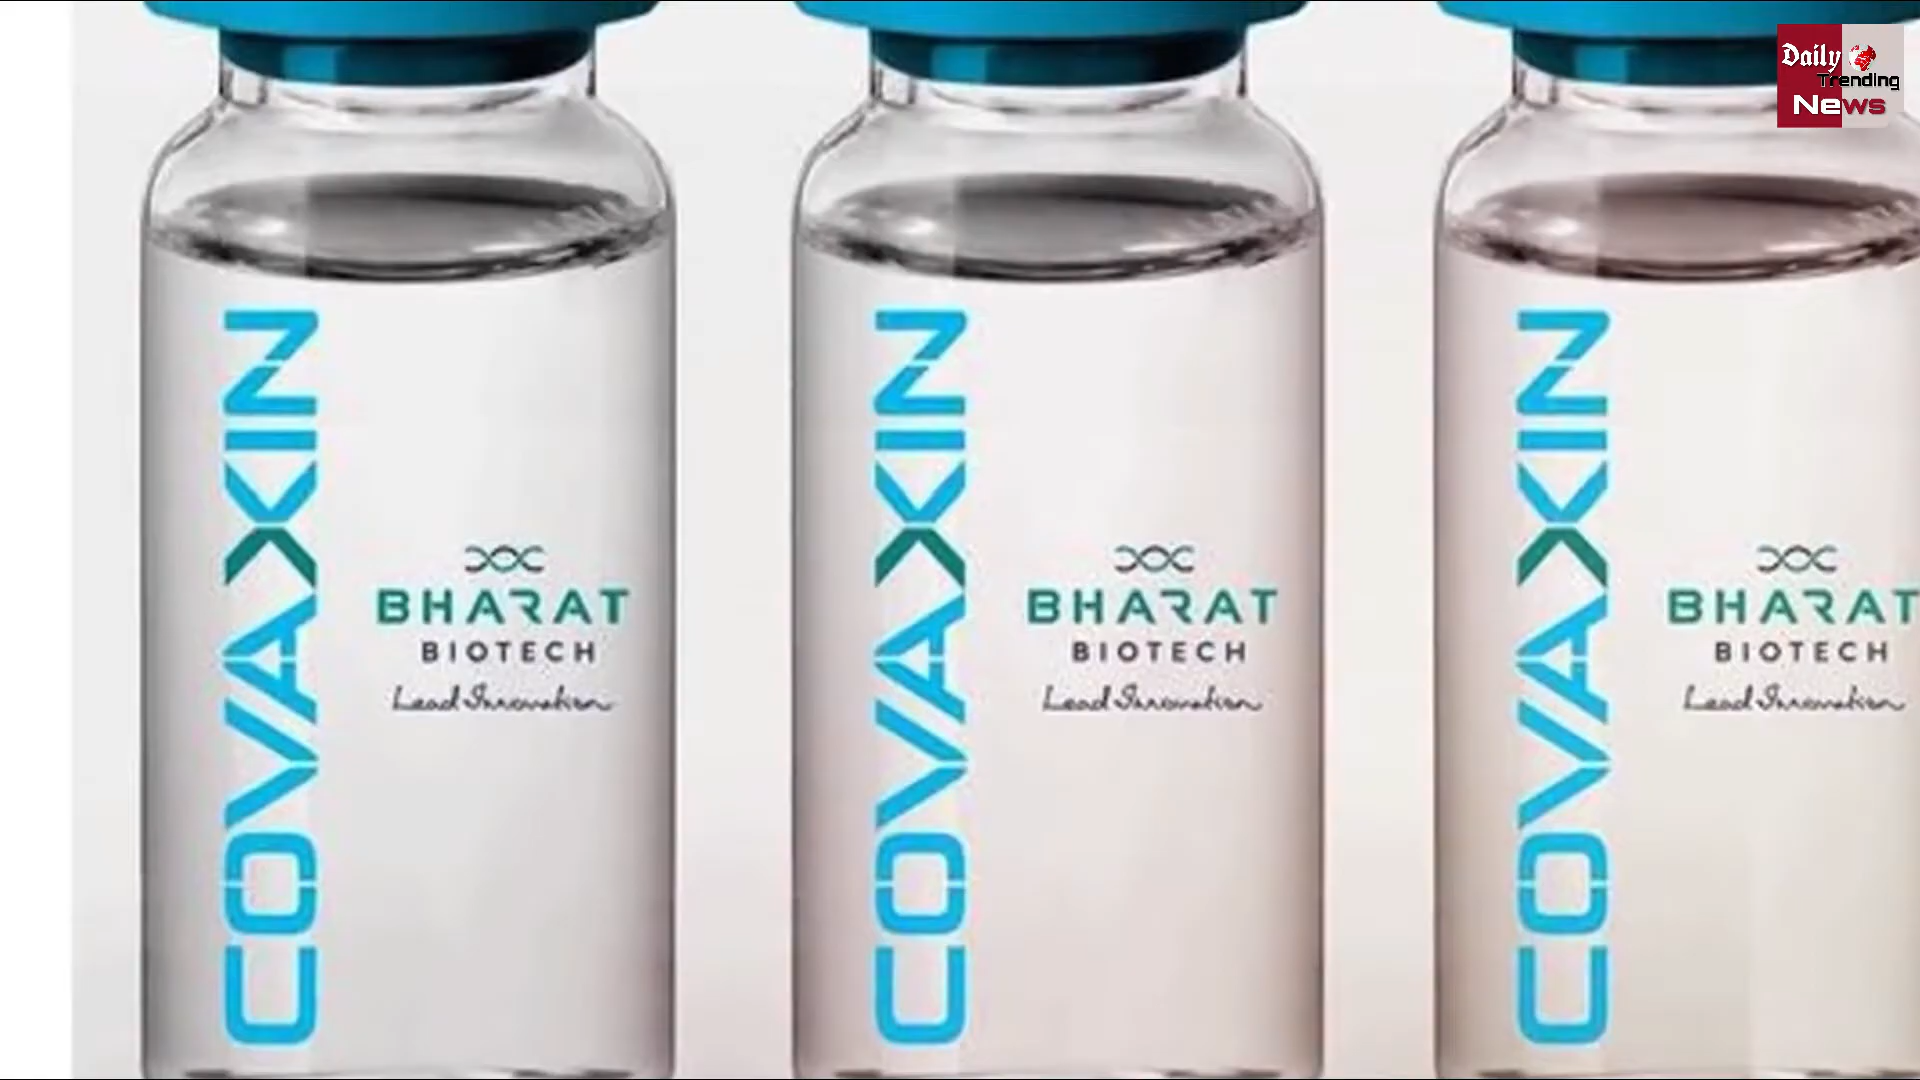 Daily
Trending
News
COVAXIN
BHARAT
BIOTECH
Lead Innovation
COVAXIN
BHARAT
BIOTECH
Lead Innovation
COVAXIN
BHARAT
BIOTECH
Lead Innovation